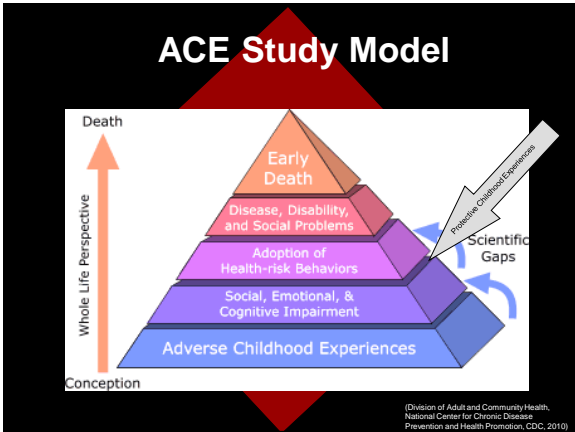 ACE Study Model
Death
Whole Life Perspective
Conception
Early
Death
Disease, Disability,
and Social Problems
Adoption of
Health-risk Behaviors
Social, Emotional, &
Cognitive Impairment
Adverse Childhood Experiences
Protective Childhood Experiences
Scientific
Gaps
(Division of Adult and Community Health,
National Center for Chronic Disease
Prevention and Health Promotion, CDC, 2010)